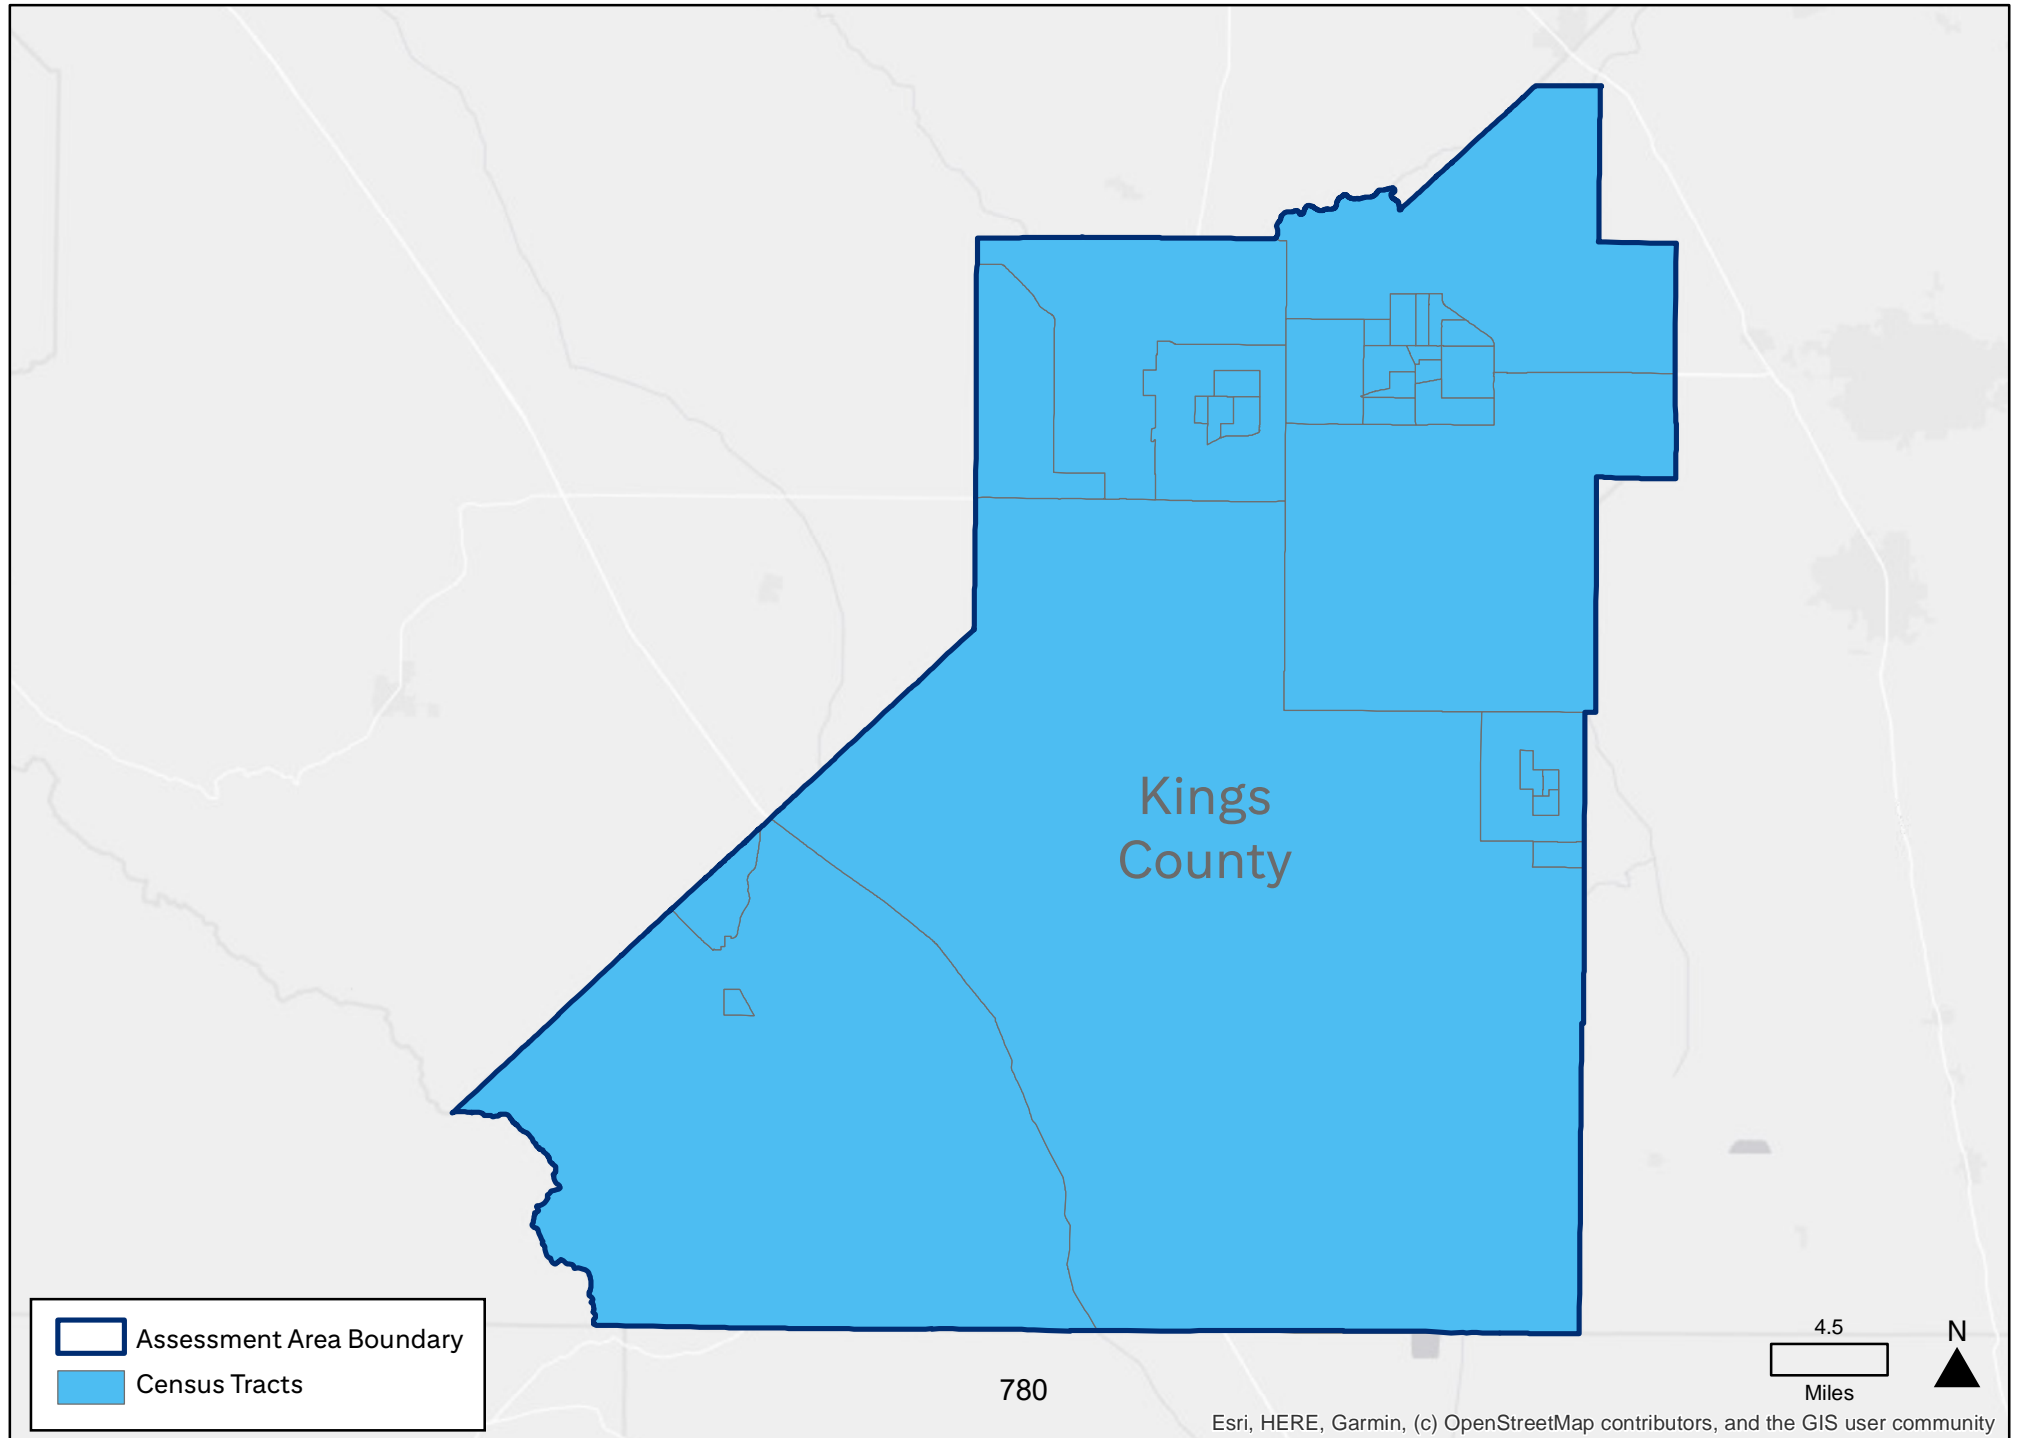 Kings
County
Assessment Area Boundary
Census Tracts
780
4.5
Miles
N
Esri, HERE, Garmin, (c) OpenStreetMap contributors, and the GIS user community